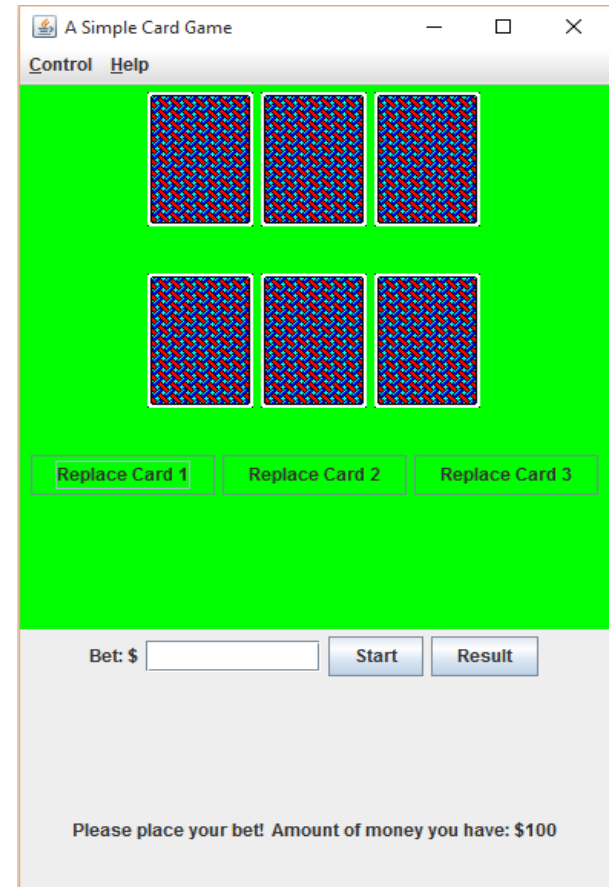 A Simple Card Game
Control Help
Replace Card 1 Replace Card 2 Replace Card 3
Bet: $ Start Result
Please place your bet! Amount of money you have: $100